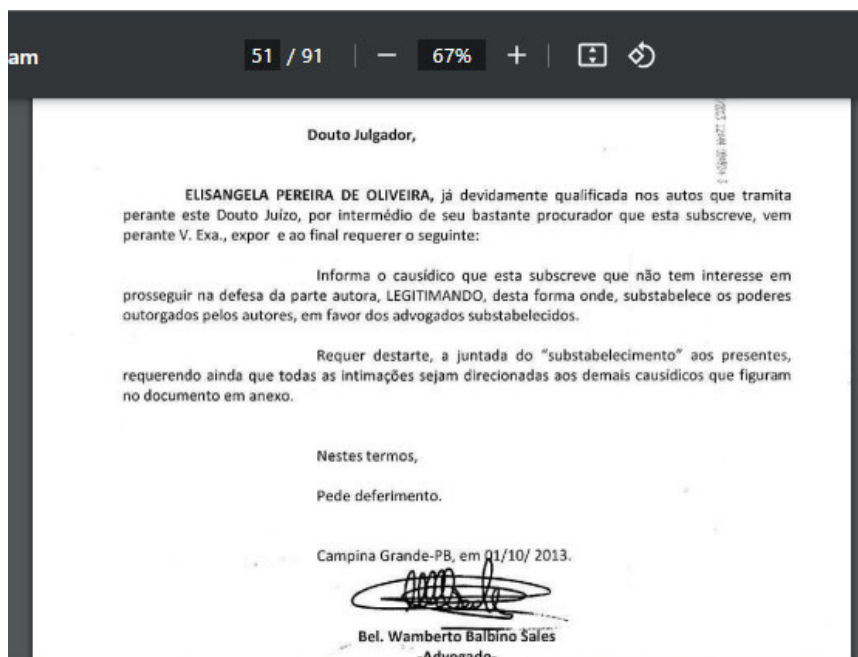 am
51 / 91
67%
Douto Julgador,
ELISANGELA PEREIRA DE OLIVEIRA, já devidamente qualificada nos autos que tramita
perante este Douto Juízo, por intermédio de seu bastante procurador que esta subscreve, vem
perante V. Exa., expor e ao final requerer o seguinte:
Informa o causídico que esta subscreve que não tem interesse em
prosseguir na defesa da parte autora, LEGITIMANDO, desta forma onde, substabelece os poderes
outorgados pelos autores, em favor dos advogados substabelecidos.
Requer destarte, a juntada do "substabelecimento" aos presentes,
requerendo ainda que todas as intimações sejam direcionadas aos demais causídicos que figuram
no documento em anexo.
Nestes termos,
Pede deferimento.
Campina Grande-PB, em 01/10/ 2013.
Bel. Wamberto Balbino Sales
-Advogado-